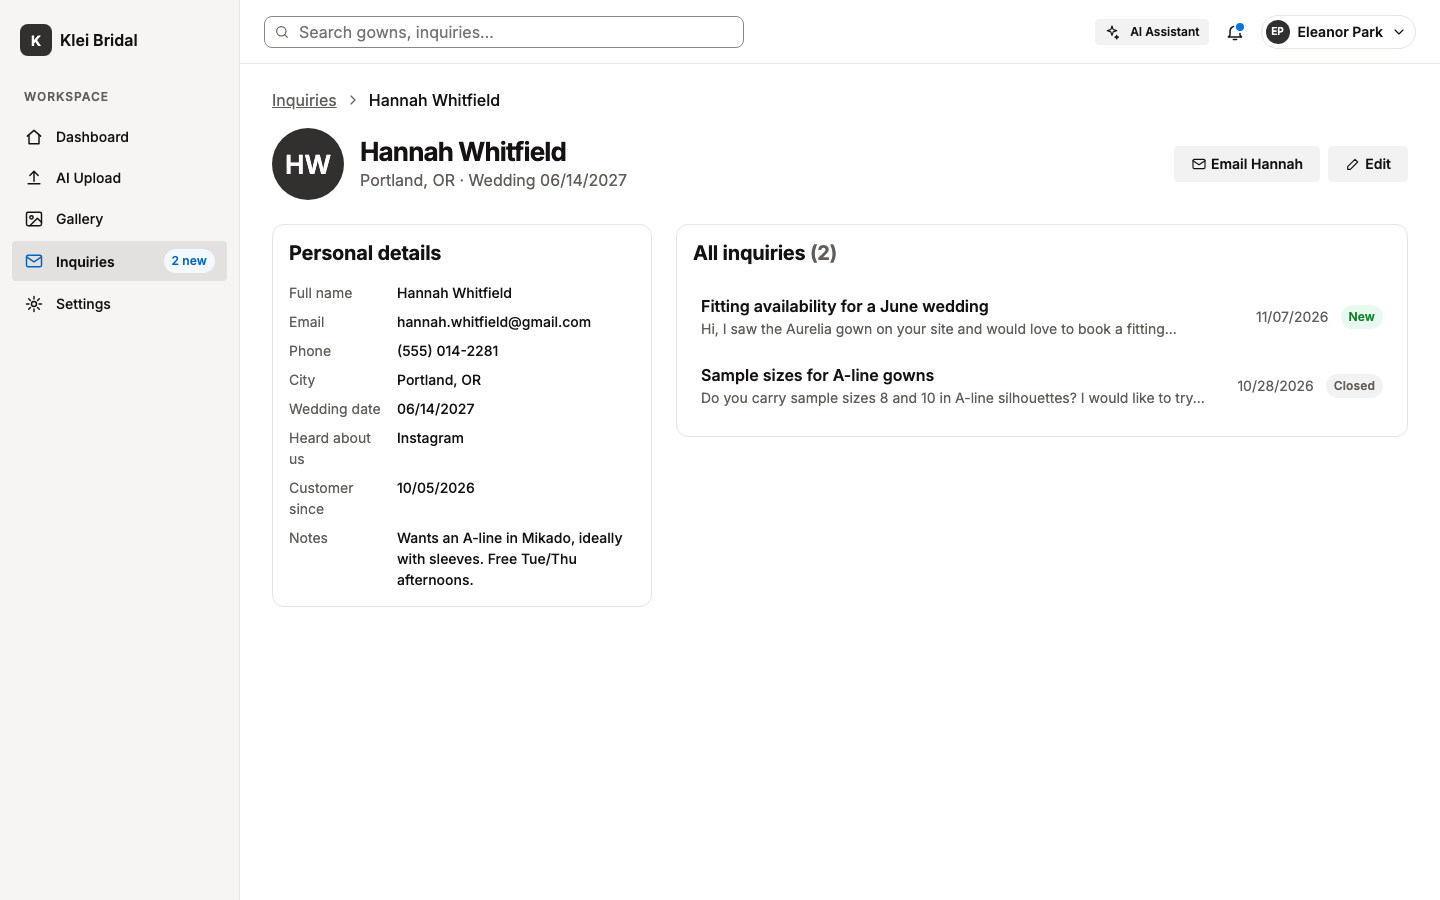 K
Klei Bridal
Search gowns, inquiries...
AI Assistant
EP
Eleanor Park
WORKSPACE
Dashboard
AI Upload
Gallery
Inquiries
2 new
Settings
Inquiries > Hannah Whitfield
HW
Hannah Whitfield
Portland, OR · Wedding 06/14/2027
Email Hannah
Edit
Personal details
Full name Hannah Whitfield
Email hannah.whitfield@gmail.com
Phone (555) 014-2281
City Portland, OR
Wedding date 06/14/2027
Heard about Instagram
us
Customer 10/05/2026
since
Notes Wants an A-line in Mikado, ideally
with sleeves. Free Tue/Thu
afternoons.
All inquiries (2)
Fitting availability for a June wedding
Hi, I saw the Aurelia gown on your site and would love to book a fitting...
11/07/2026 New
Sample sizes for A-line gowns
Do you carry sample sizes 8 and 10 in A-line silhouettes? I would like to try...
10/28/2026 Closed